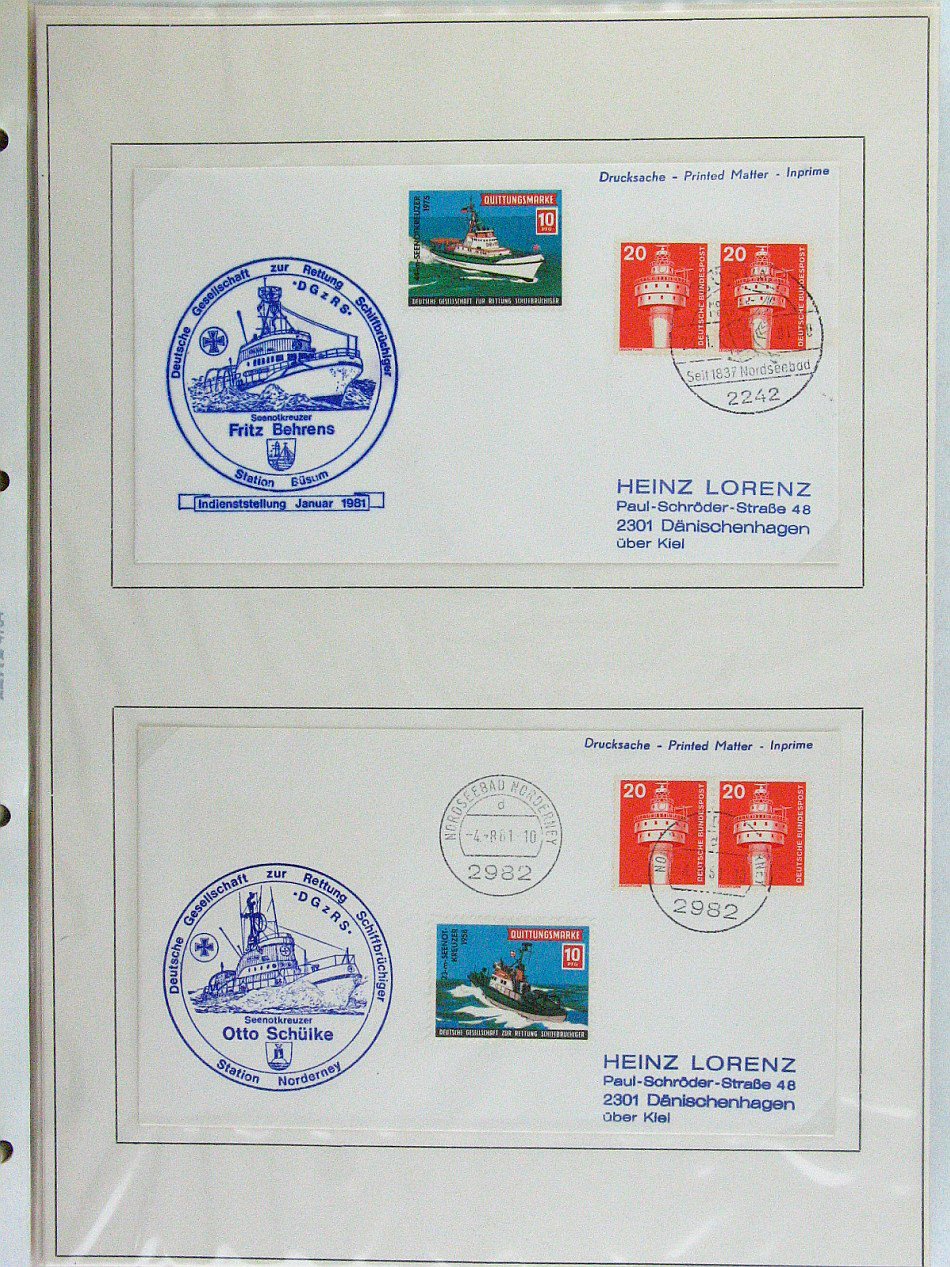 Drucksache - Printed Matter - Inprime
44-m-SEENOTKREUZER
1975
QUITTUNGSMARKE
10
PFG.
DEUTSCHE GESELLSCHAFT ZUR RETTUNG SCHIFFBRÜCHIGER
20
DEUTSCHE BUNDESPOST
20
DEUTSCHE BUNDESPOST
Seit 1837 Nordseebad
2242
Deutsche Gesellschaft zur Rettung Schiffbrüchiger
"DGzRS"
Seenotkreuzer
Fritz Behrens
Station Büsum
Indienststellung Januar 1981
HEINZ LORENZ
Paul-Schröder-Straße 48
2301 Dänischenhagen
über Kiel
Drucksache - Printed Matter - Inprime
NORDSEEBAD NORDERNEY
d
-4.-8.81-10
2982
20
DEUTSCHE BUNDESPOST
20
DEUTSCHE BUNDESPOST
2982
Deutsche Gesellschaft zur Rettung Schiffbrüchiger
"DGzRS"
Seenotkreuzer
Otto Schülke
Station Norderney
SEENOT-
KREUZER
1958
QUITTUNGSMARKE
10
PFG.
DEUTSCHE GESELLSCHAFT ZUR RETTUNG SCHIFFBRÜCHIGER
HEINZ LORENZ
Paul-Schröder-Straße 48
2301 Dänischenhagen
über Kiel